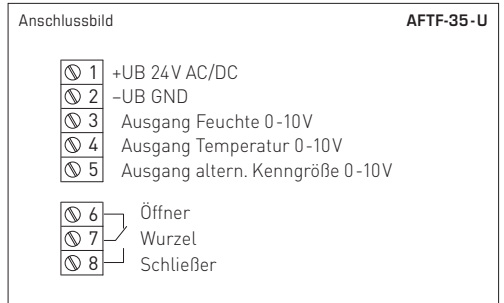 Anschlussbild AFTF-35-U
1 +UB 24V AC/DC
2 –UB GND
3 Ausgang Feuchte 0-10V
4 Ausgang Temperatur 0-10V
5 Ausgang altern. Kenngröße 0-10V
6 Öffner
7 Wurzel
8 Schließer